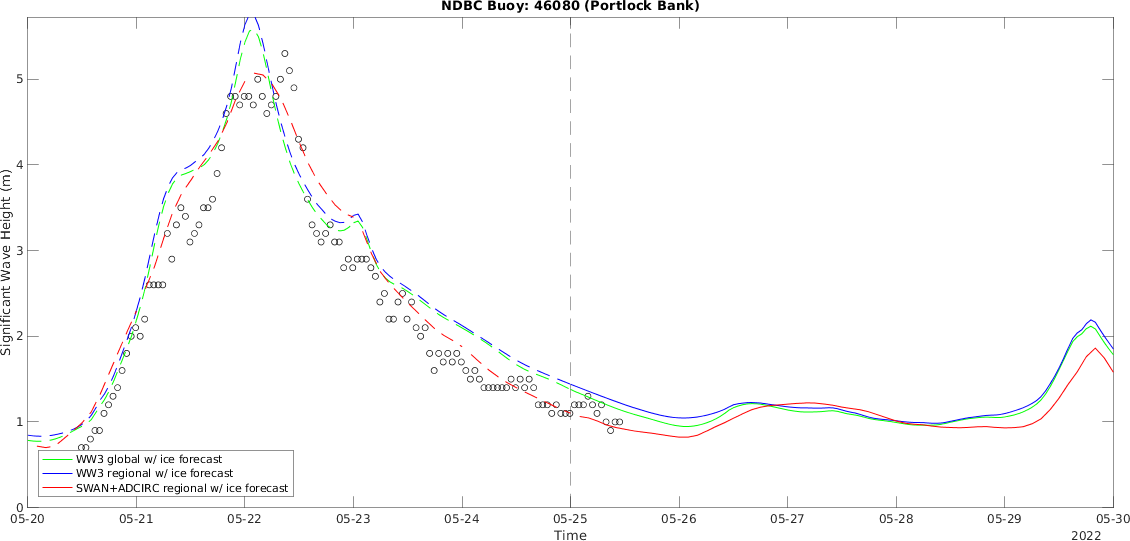 NDBC Buoy: 46080 (Portlock Bank)
5
4
3
2
1
0
Significant Wave Height (m)
WW3 global w/ ice forecast
WW3 regional w/ ice forecast
SWAN+ADCIRC regional w/ ice forecast
05-20 05-21 05-22 05-23 05-24 05-25 05-26 05-27 05-28 05-29 05-30
Time
2022